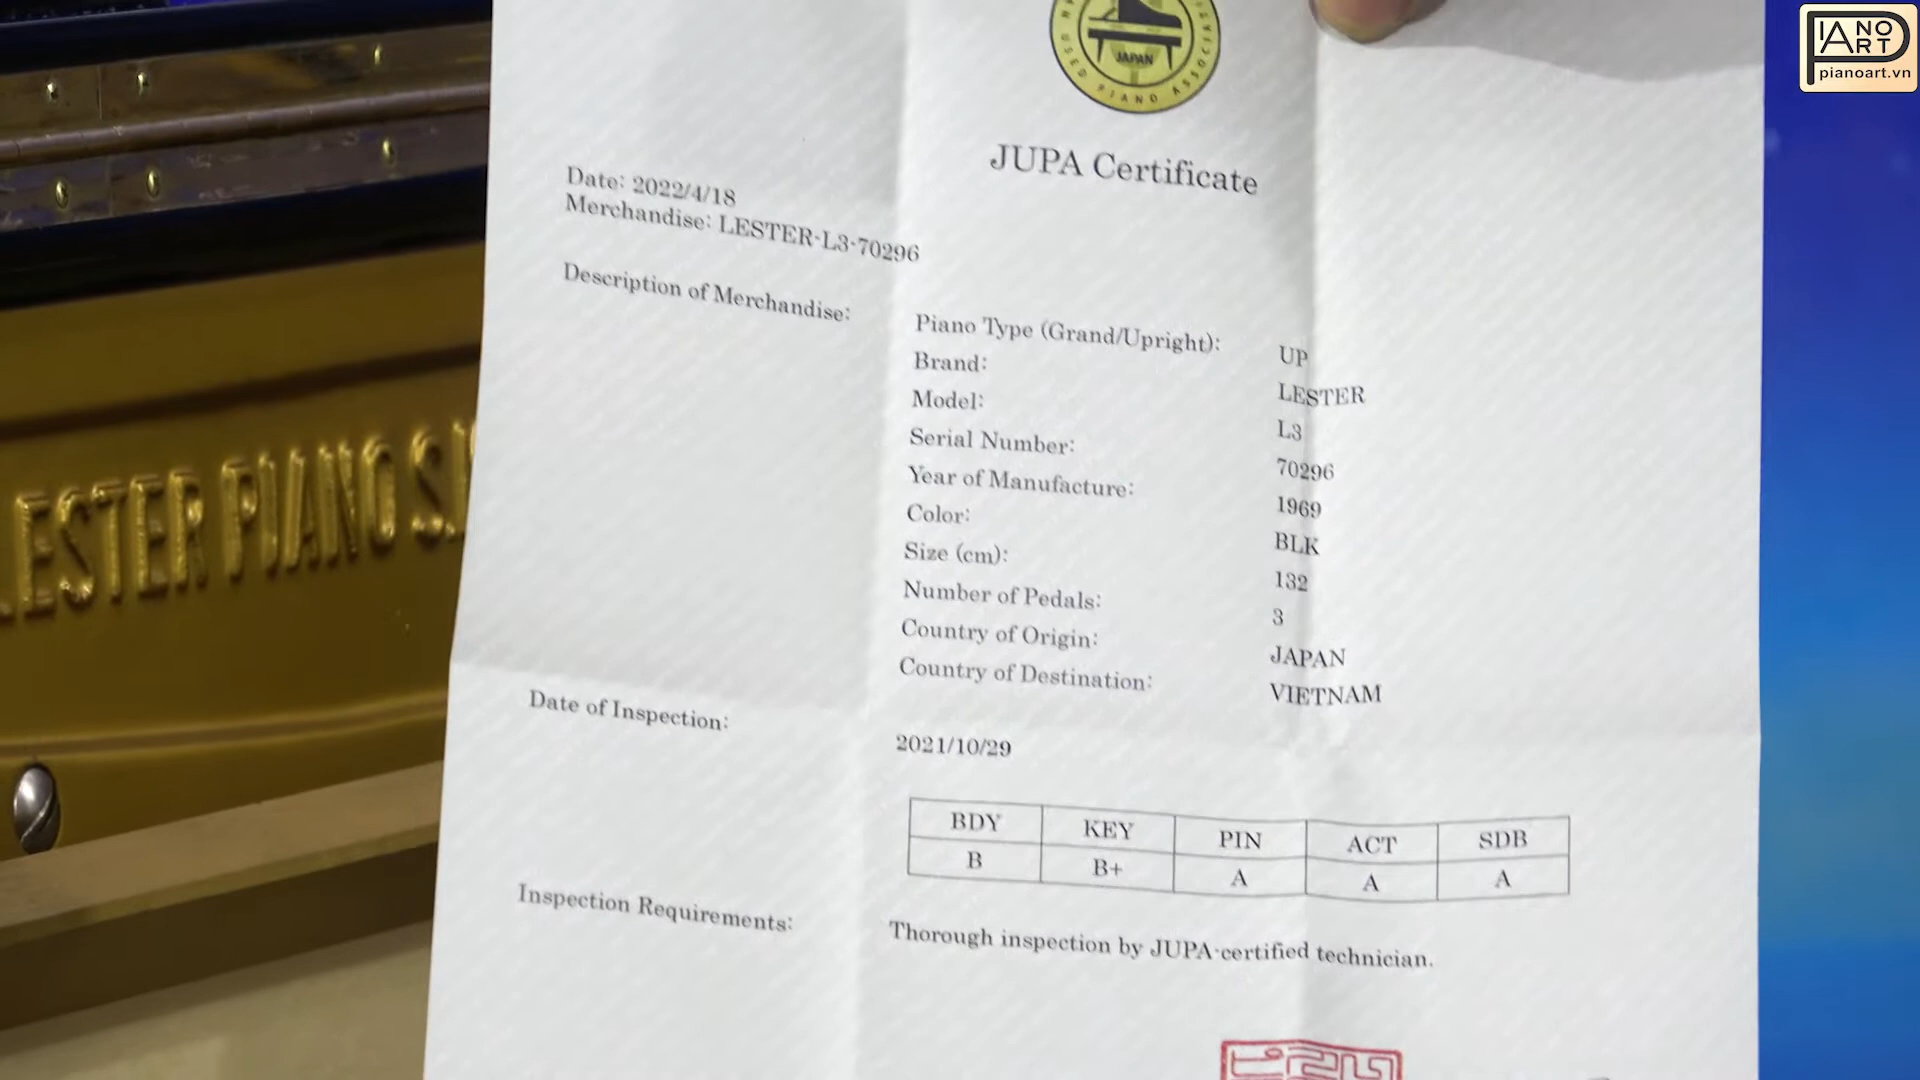 PIANO ART
pianoart.vn
JAPAN
USED PIANO
JUPA Certificate
Date: 2022/4/18
Merchandise: LESTER-L3-70296
Description of Merchandise:
Piano Type (Grand/Upright): UP
Brand: LESTER
Model: L3
Serial Number: 70296
Year of Manufacture: 1969
Color: BLK
Size (cm): 132
Number of Pedals: 3
Country of Origin: JAPAN
Country of Destination: VIETNAM
Date of Inspection: 2021/10/29
BDY KEY PIN ACT SDB
B B+ A A A
Inspection Requirements: Thorough inspection by JUPA-certified technician.
LESTER PIANO